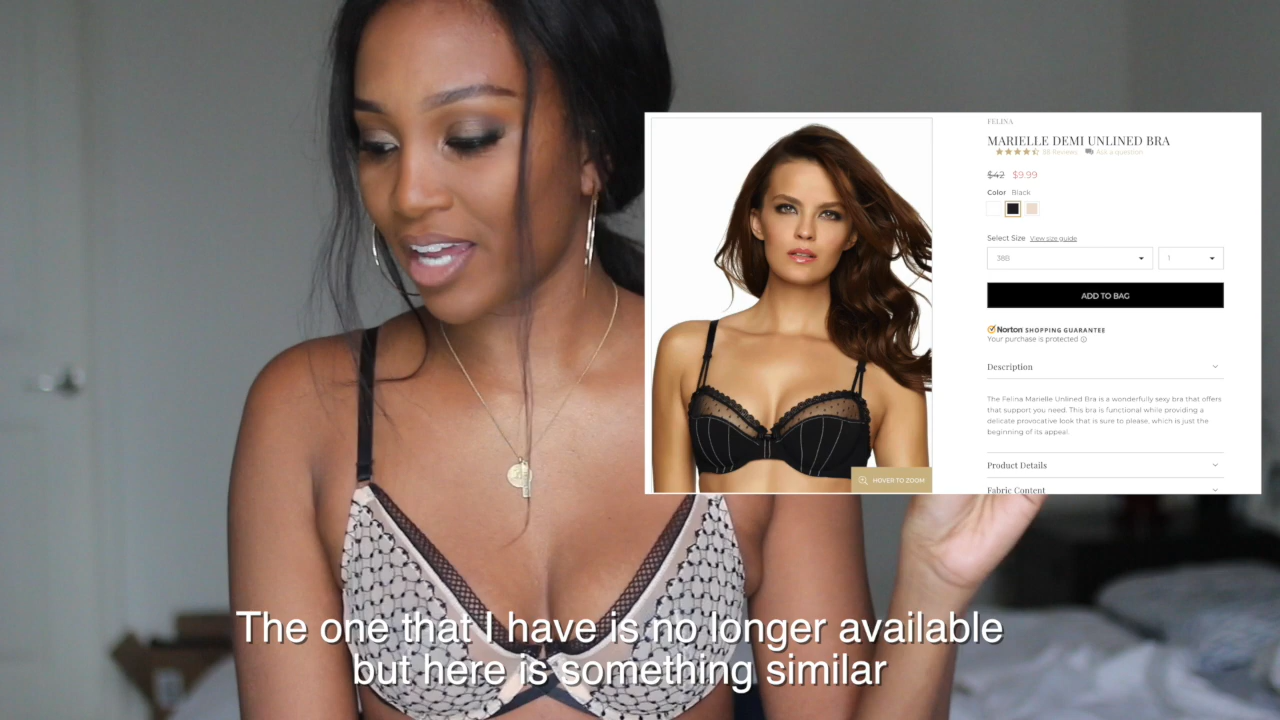 FELINA
MARIELLE DEMI UNLINED BRA
88 Reviews Ask a question
$42 $9.99
Color Black
Select Size View size guide
38B 1
ADD TO BAG
Norton SHOPPING GUARANTEE
Your purchase is protected
Description
The Felina Marielle Unlined Bra is a wonderfully sexy bra that offers
that support you need. This bra is functional while providing a
delicate provocative look that is sure to please, which is just the
beginning of its appeal.
HOVER TO ZOOM
Product Details
Fabric Content
The one that I have is no longer available
but here is something similar